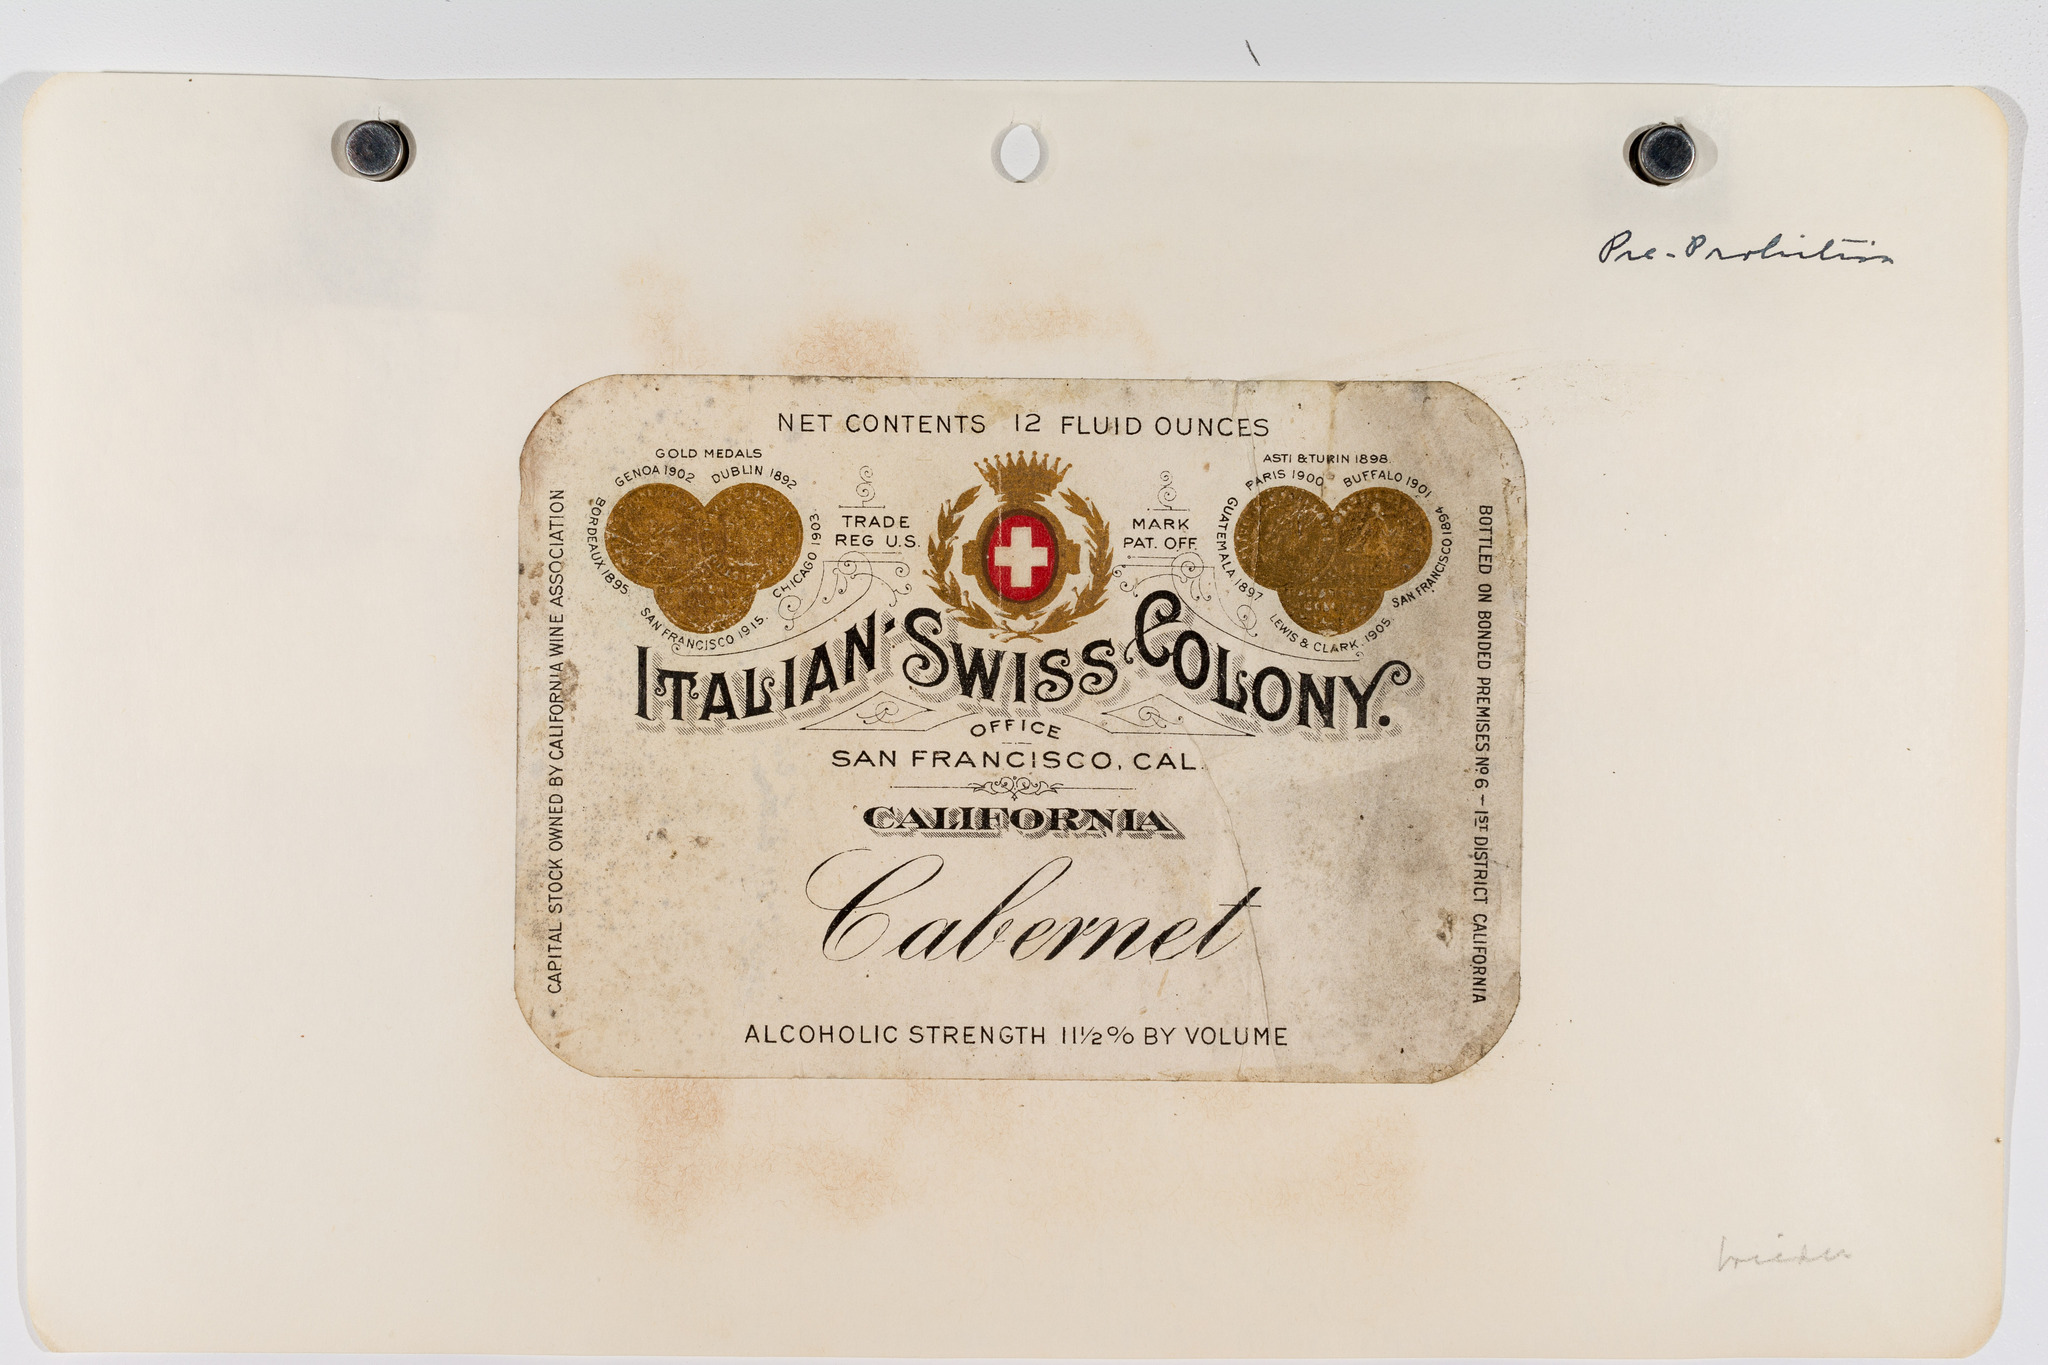 Pre-Prohibition
NET CONTENTS 12 FLUID OUNCES
GOLD MEDALS
GENOA 1902 DUBLIN 1892
BORDEAUX 1895.
CHICAGO 1903
SAN FRANCISCO 1915.
TRADE
REG U.S.
MARK
PAT. OFF.
ASTI & TURIN 1898.
PARIS 1900 BUFFALO 1901
GUATEMALA 1897
SAN FRANCISCO 1894
LEWIS & CLARK. 1905.
ITALIAN-SWISS COLONY.
OFFICE
SAN FRANCISCO, CAL.
CALIFORNIA
Cabernet
ALCOHOLIC STRENGTH 11½% BY VOLUME
CAPITAL STOCK OWNED BY CALIFORNIA WINE ASSOCIATION
BOTTLED ON BONDED PREMISES No. 6 – 1ST DISTRICT CALIFORNIA